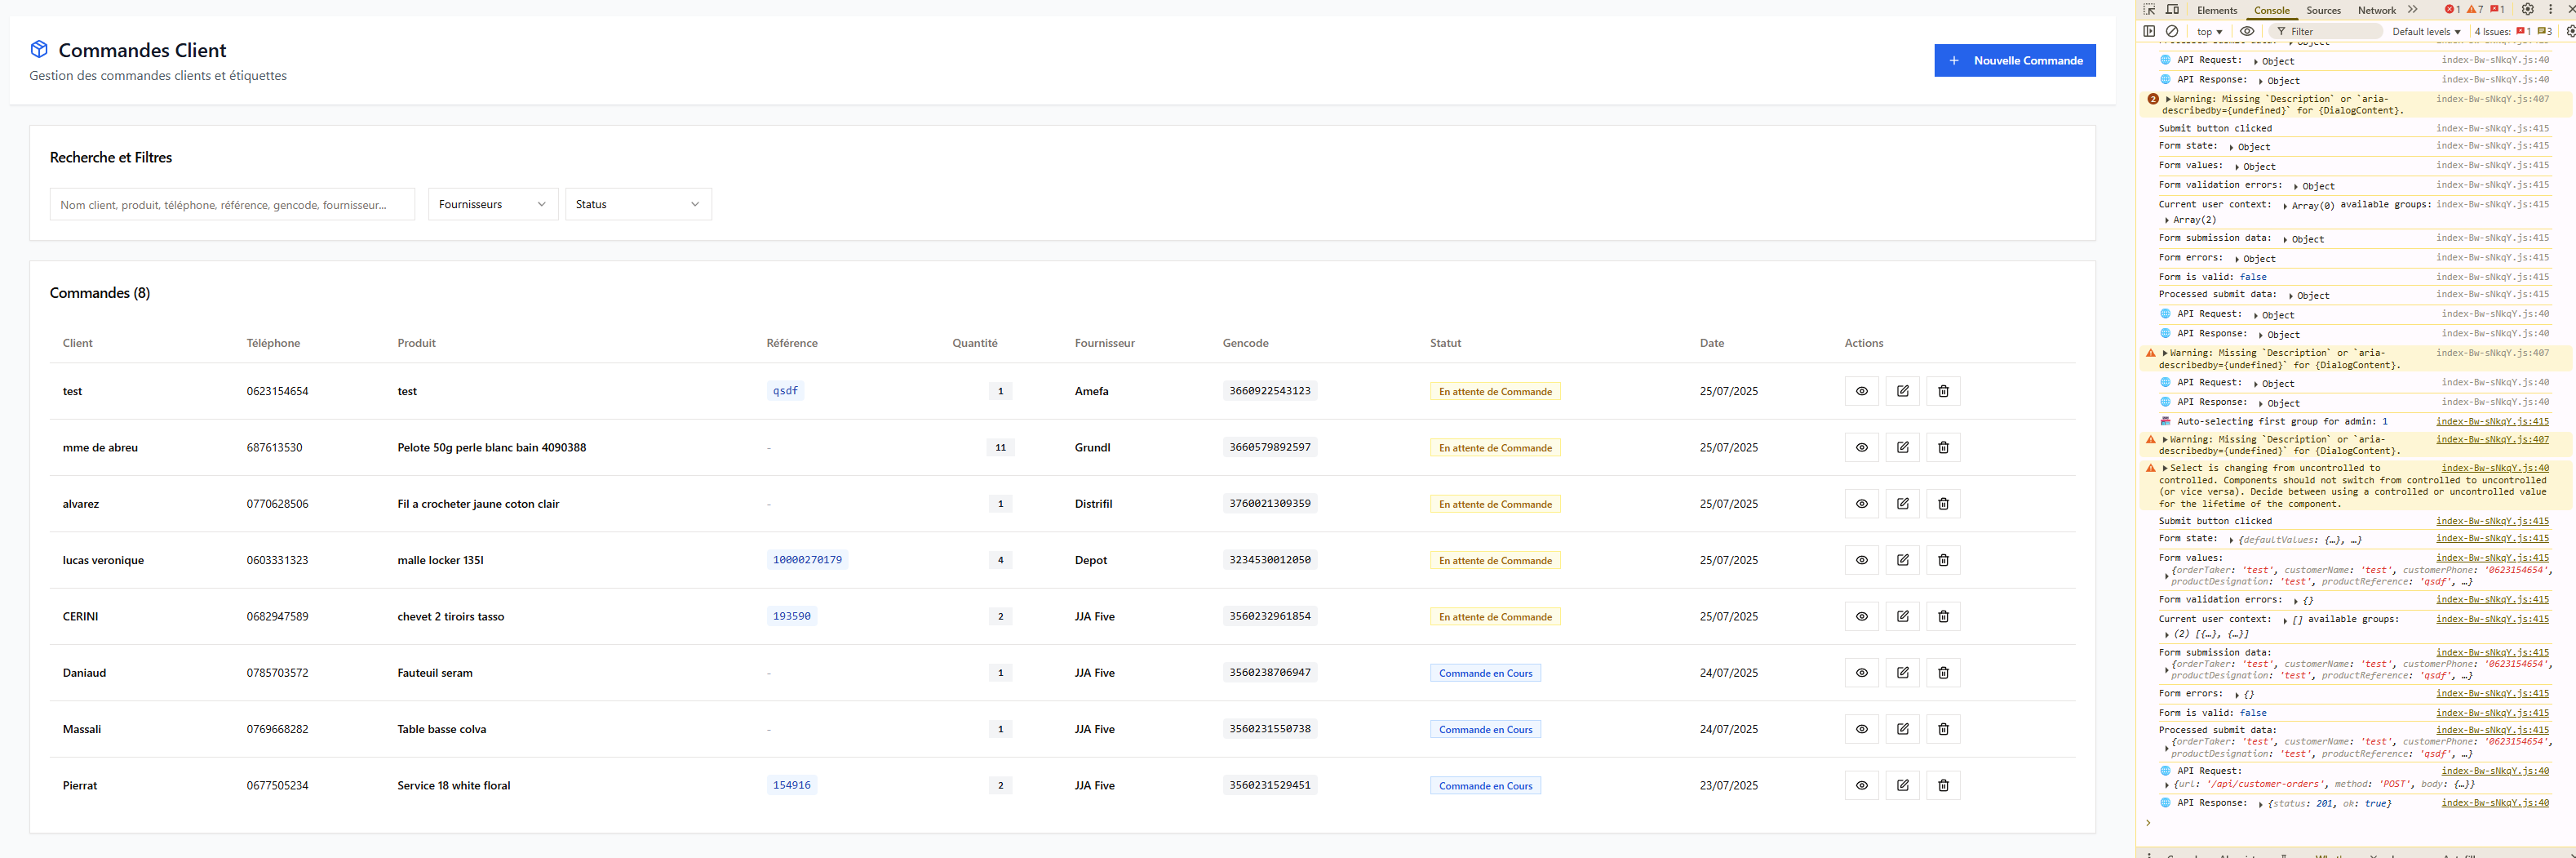 Commandes Client
Gestion des commandes clients et étiquettes
+ Nouvelle Commande
Recherche et Filtres
Nom client, produit, téléphone, référence, gencode, fournisseur...
Fournisseurs
Status
Commandes (8)
Client Téléphone Produit Référence Quantité Fournisseur Gencode Statut Date Actions
test 0623154654 test qsdf 1 Amefa 3660922543123 En attente de Commande 25/07/2025
mme de abreu 687613530 Pelote 50g perle blanc bain 4090388 - 11 Grundl 3660579892597 En attente de Commande 25/07/2025
alvarez 0770628506 Fil a crocheter jaune coton clair - 1 Distrifil 3760021309359 En attente de Commande 25/07/2025
lucas veronique 0603331323 malle locker 135l 10000270179 4 Depot 3234530012050 En attente de Commande 25/07/2025
CERINI 0682947589 chevet 2 tiroirs tasso 193590 2 JJA Five 3560232961854 En attente de Commande 25/07/2025
Daniaud 0785703572 Fauteuil seram - 1 JJA Five 3560238706947 Commande en Cours 24/07/2025
Massali 0769668282 Table basse colva - 1 JJA Five 3560231550738 Commande en Cours 24/07/2025
Pierrat 0677505234 Service 18 white floral 154916 2 JJA Five 3560231529451 Commande en Cours 23/07/2025
Elements Console Sources Network 1 7 1
top Filter Default levels 4 Issues: 1 3
API Request: Object index-Bw-sNkqY.js:40
API Response: Object index-Bw-sNkqY.js:40
2 Warning: Missing `Description` or `aria- index-Bw-sNkqY.js:407
describedby={undefined}` for {DialogContent}.
Submit button clicked index-Bw-sNkqY.js:415
Form state: Object index-Bw-sNkqY.js:415
Form values: Object index-Bw-sNkqY.js:415
Form validation errors: Object index-Bw-sNkqY.js:415
Current user context: Array(0) available groups: index-Bw-sNkqY.js:415
Array(2)
Form submission data: Object index-Bw-sNkqY.js:415
Form errors: Object index-Bw-sNkqY.js:415
Form is valid: false index-Bw-sNkqY.js:415
Processed submit data: Object index-Bw-sNkqY.js:415
API Request: Object index-Bw-sNkqY.js:40
API Response: Object index-Bw-sNkqY.js:40
Warning: Missing `Description` or `aria- index-Bw-sNkqY.js:407
describedby={undefined}` for {DialogContent}.
API Request: Object index-Bw-sNkqY.js:40
API Response: Object index-Bw-sNkqY.js:40
Auto-selecting first group for admin: 1 index-Bw-sNkqY.js:415
Warning: Missing `Description` or `aria- index-Bw-sNkqY.js:407
describedby={undefined}` for {DialogContent}.
Select is changing from uncontrolled to index-Bw-sNkqY.js:40
controlled. Components should not switch from controlled to uncontrolled
(or vice versa). Decide between using a controlled or uncontrolled value
for the lifetime of the component.
Submit button clicked index-Bw-sNkqY.js:415
Form state: {defaultValues: {…}, …} index-Bw-sNkqY.js:415
Form values: index-Bw-sNkqY.js:415
{orderTaker: 'test', customerName: 'test', customerPhone: '0623154654',
productDesignation: 'test', productReference: 'qsdf', …}
Form validation errors: {} index-Bw-sNkqY.js:415
Current user context: [] available groups: index-Bw-sNkqY.js:415
(2) [{…}, {…}]
Form submission data: index-Bw-sNkqY.js:415
{orderTaker: 'test', customerName: 'test', customerPhone: '0623154654',
productDesignation: 'test', productReference: 'qsdf', …}
Form errors: {} index-Bw-sNkqY.js:415
Form is valid: false index-Bw-sNkqY.js:415
Processed submit data: index-Bw-sNkqY.js:415
{orderTaker: 'test', customerName: 'test', customerPhone: '0623154654',
productDesignation: 'test', productReference: 'qsdf', …}
API Request: index-Bw-sNkqY.js:40
{url: '/api/customer-orders', method: 'POST', body: {…}}
API Response: {status: 201, ok: true} index-Bw-sNkqY.js:40